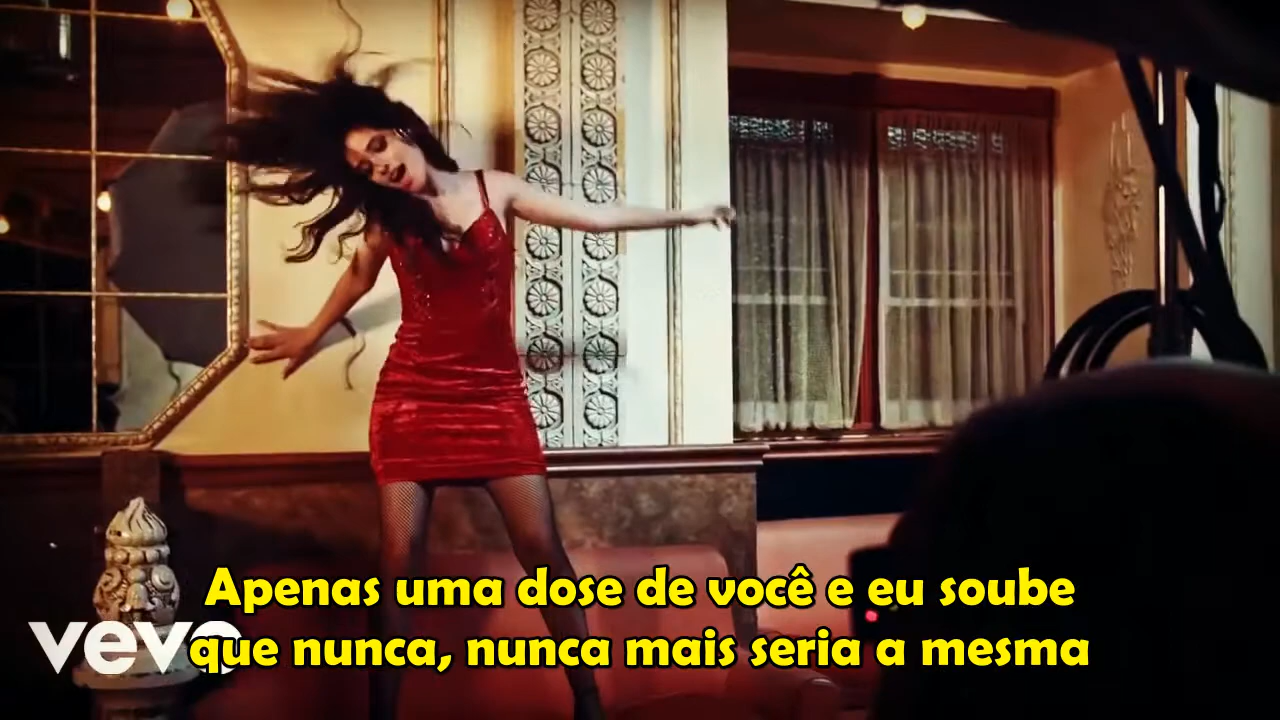 Apenas uma dose de você e eu soube
que nunca, nunca mais seria a mesma
vevo